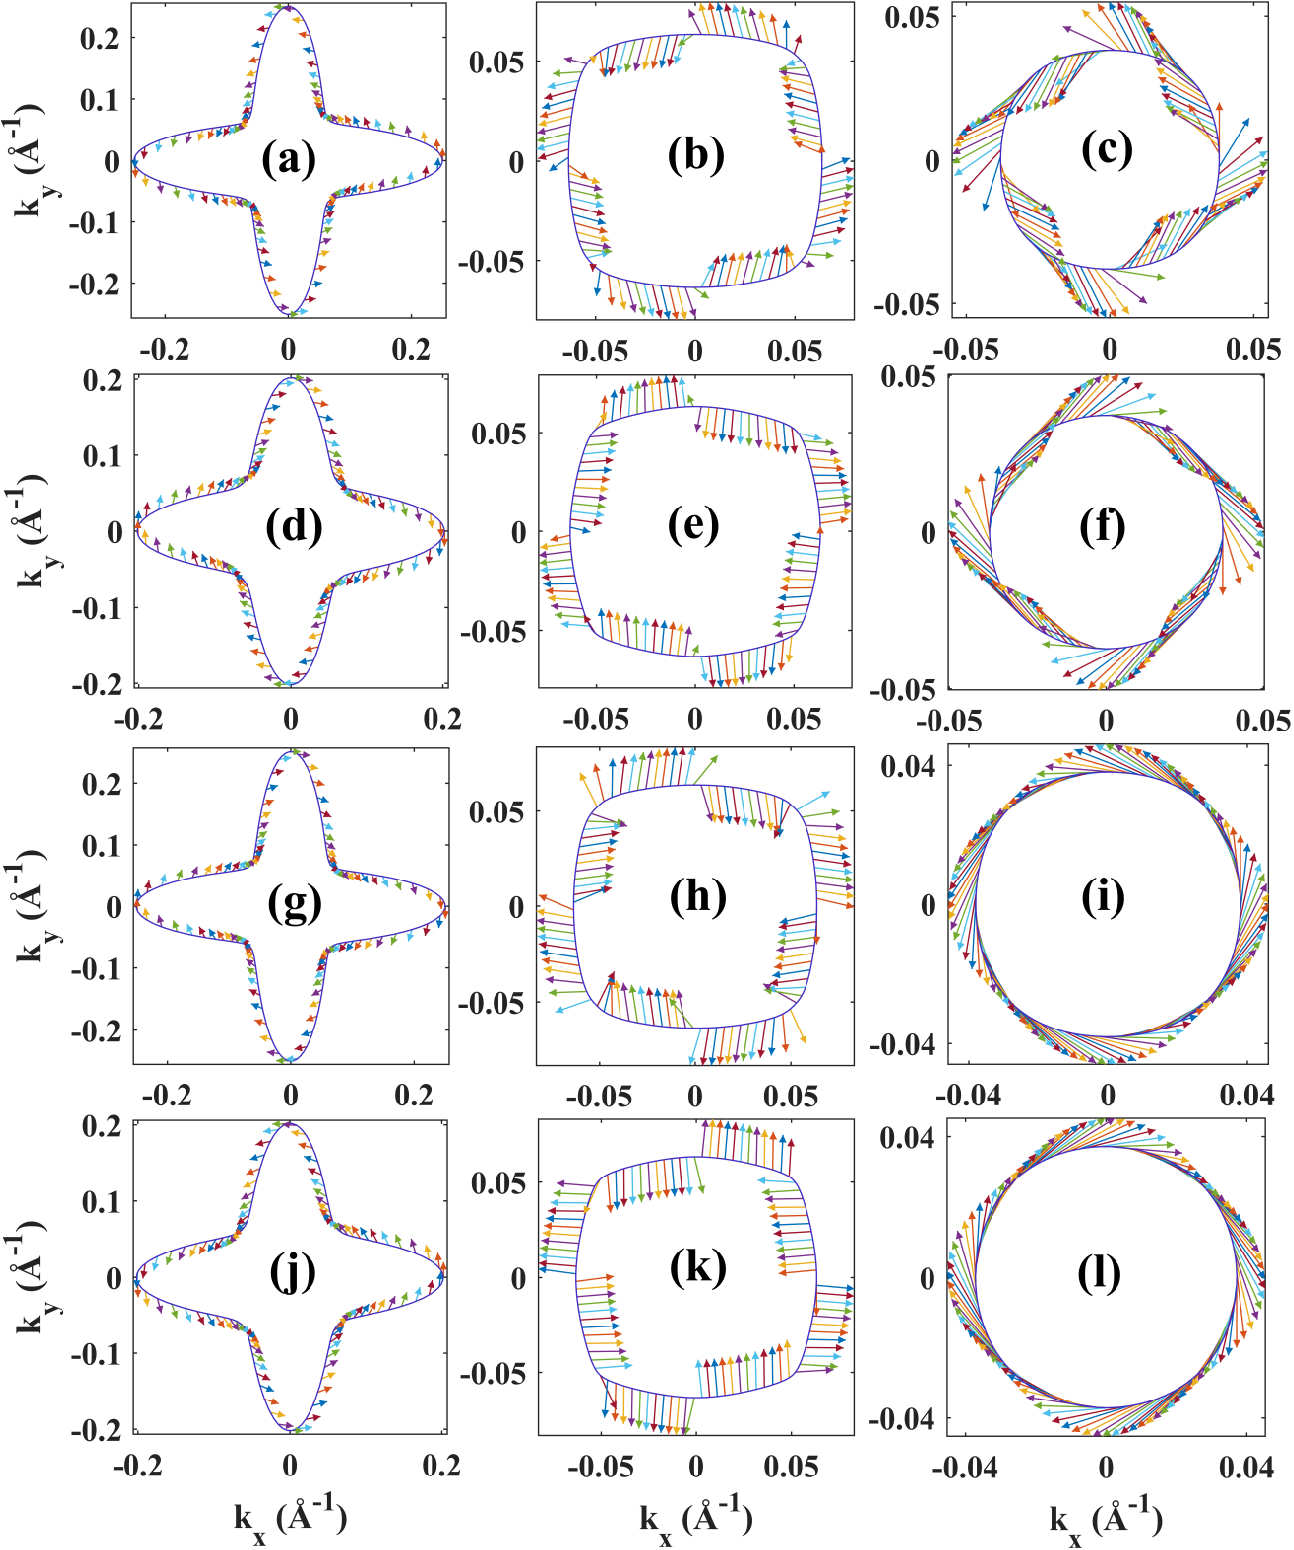 0.2
0.1
0
-0.1
-0.2
k_y (Å^-1)
(a)
-0.2 0 0.2
0.05
0
-0.05
(b)
-0.05 0 0.05
0.05
0
-0.05
(c)
-0.05 0 0.05
0.2
0.1
0
-0.1
-0.2
k_y (Å^-1)
(d)
-0.2 0 0.2
0.05
0
-0.05
(e)
-0.05 0 0.05
0.05
0
-0.05
(f)
-0.05 0 0.05
0.2
0.1
0
-0.1
-0.2
k_y (Å^-1)
(g)
-0.2 0 0.2
0.05
0
-0.05
(h)
-0.05 0 0.05
0.04
0
-0.04
(i)
-0.04 0 0.04
0.2
0.1
0
-0.1
-0.2
k_y (Å^-1)
(j)
-0.2 0 0.2
k_x (Å^-1)
0.05
0
-0.05
(k)
-0.05 0 0.05
k_x (Å^-1)
0.04
0
-0.04
(l)
-0.04 0 0.04
k_x (Å^-1)